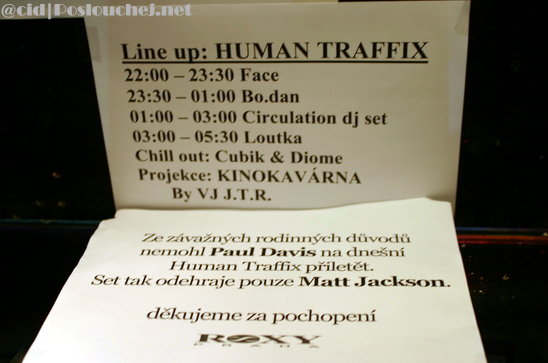 @cid|Poslouchej.net
Line up: HUMAN TRAFFIX
22:00 – 23:30 Face
23:30 – 01:00 Bo.dan
01:00 – 03:00 Circulation dj set
03:00 – 05:30 Loutka
Chill out: Cubik & Diome
Projekce: KINOKAVÁRNA
By VJ J.T.R.
Ze závažných rodinných důvodů
nemohl Paul Davis na dnešní
Human Traffix přiletět.
Set tak odehraje pouze Matt Jackson.
děkujeme za pochopení
ROXY
PRAHA